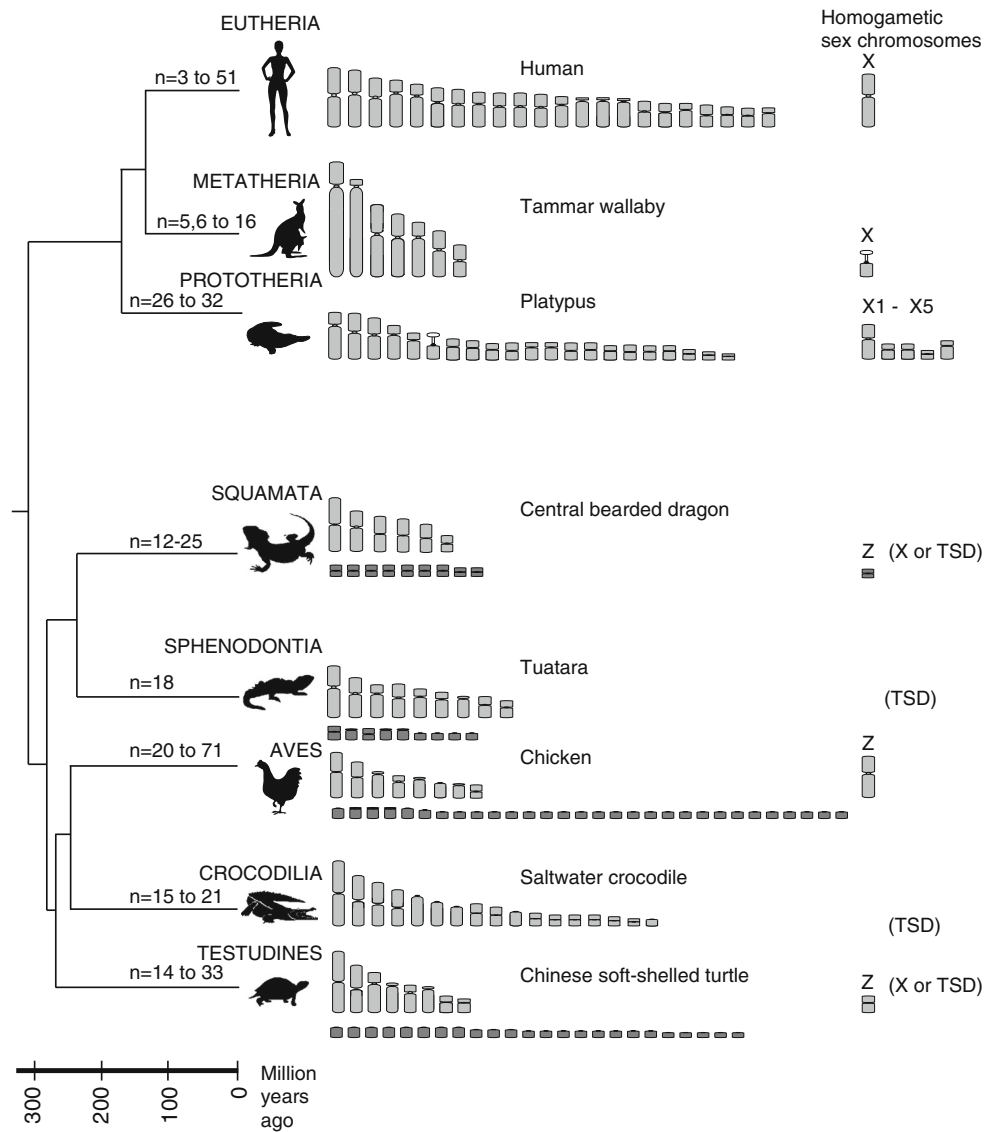 Homogametic
sex chromosomes
EUTHERIA
n=3 to 51
Human
X
METATHERIA
n=5,6 to 16
Tammar wallaby
X
PROTOTHERIA
n=26 to 32
Platypus
X1 - X5
SQUAMATA
n=12-25
Central bearded dragon
Z (X or TSD)
SPHENODONTIA
n=18
Tuatara
(TSD)
AVES
n=20 to 71
Chicken
Z
CROCODILIA
n=15 to 21
Saltwater crocodile
(TSD)
TESTUDINES
n=14 to 33
Chinese soft-shelled turtle
Z (X or TSD)
300
200
100
0
Million
years
ago